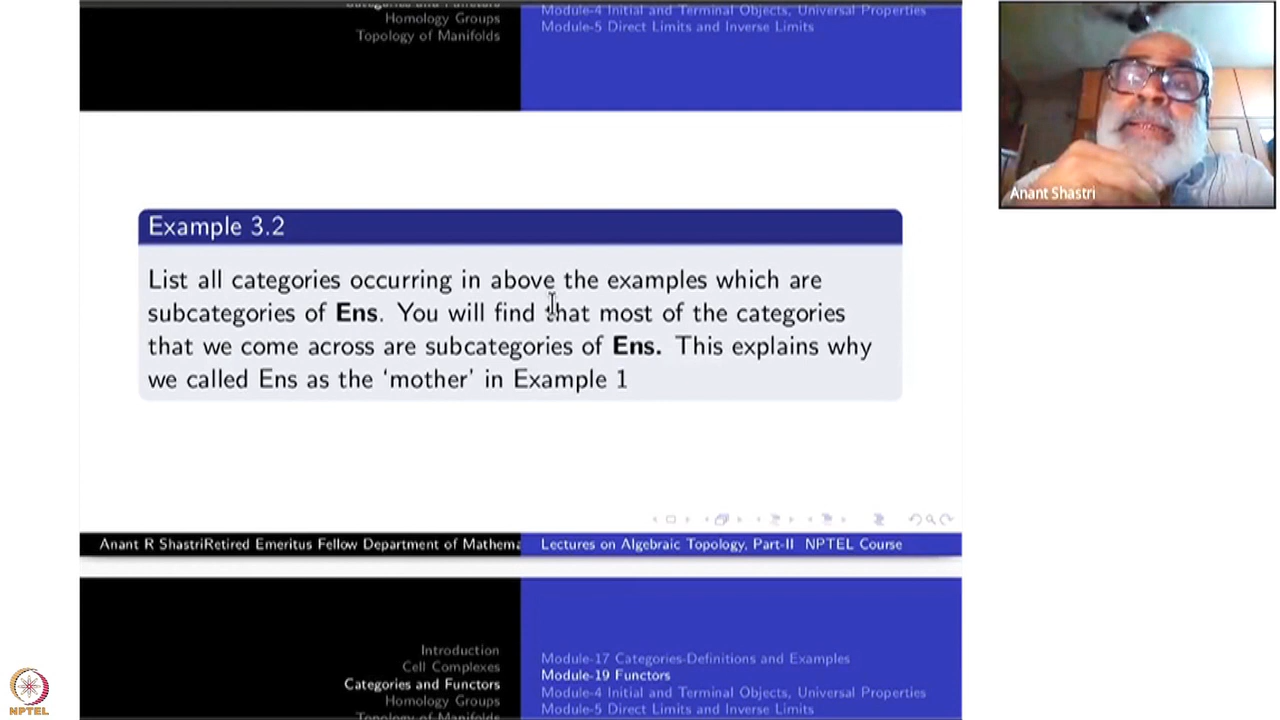 Homology Groups
Topology of Manifolds
Module-4 Initial and Terminal Objects, Universal Properties
Module-5 Direct Limits and Inverse Limits
Anant Shastri
Example 3.2
List all categories occurring in above the examples which are
subcategories of Ens. You will find that most of the categories
that we come across are subcategories of Ens. This explains why
we called Ens as the ‘mother’ in Example 1
Anant R ShastriRetired Emeritus Fellow Department of Mathema
Lectures on Algebraic Topology, Part-II NPTEL Course
Introduction
Cell Complexes
Categories and Functors
Homology Groups
Topology of Manifolds
Module-17 Categories-Definitions and Examples
Module-19 Functors
Module-4 Initial and Terminal Objects, Universal Properties
Module-5 Direct Limits and Inverse Limits
NPTEL